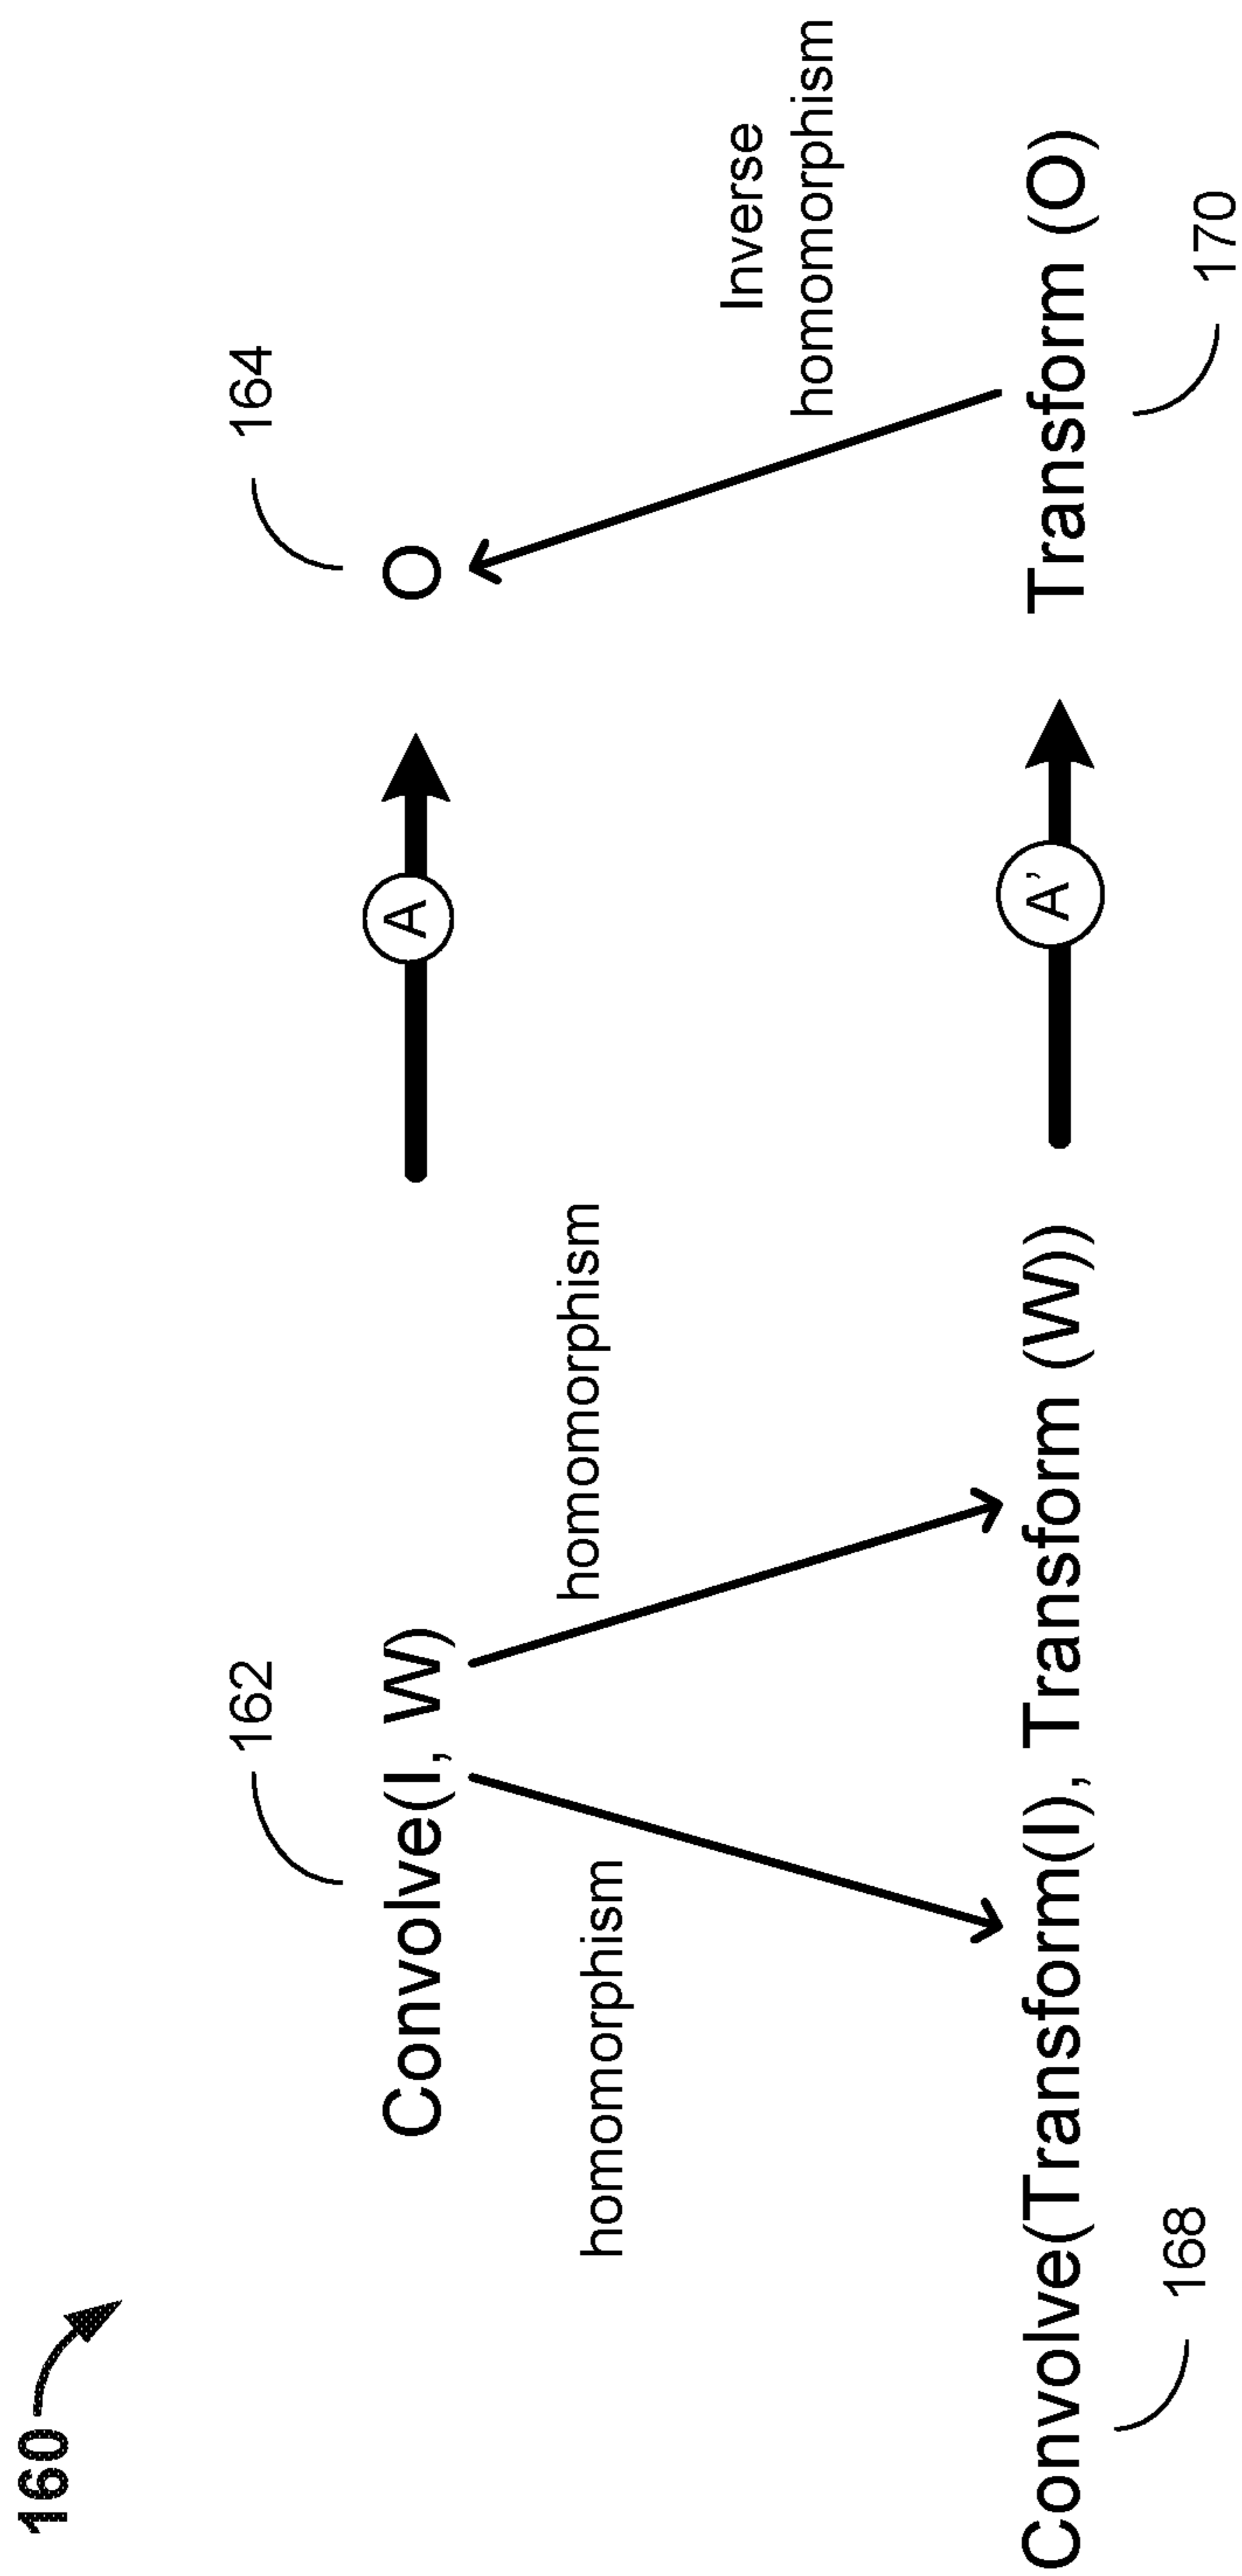 160
162
164
Convolve(I, W)
A
O
homomorphism
homomorphism
Inverse
homomorphism
Convolve(Transform(I), Transform (W))
A’
Transform (O)
168
170